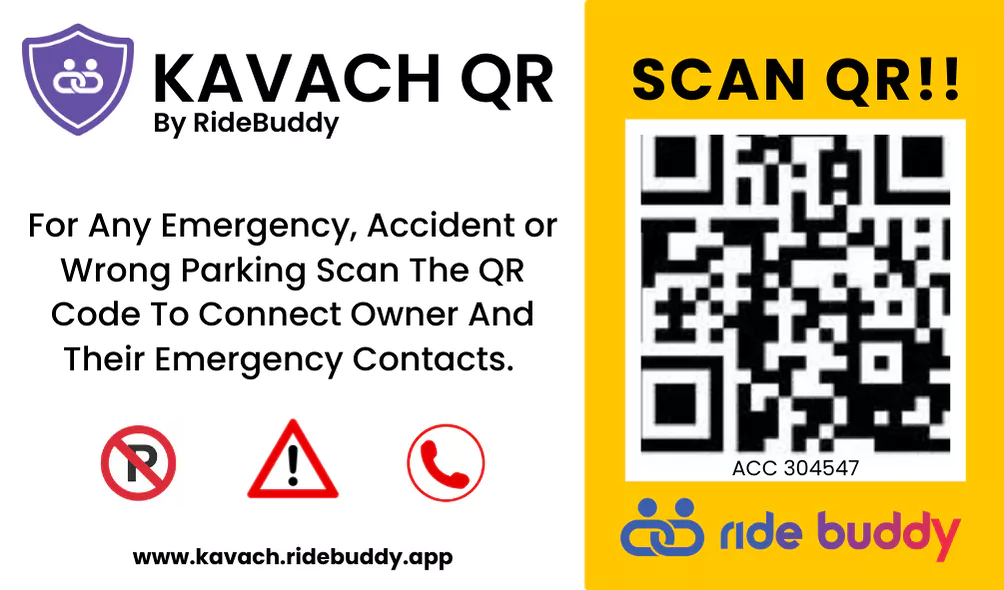 KAVACH QR
By RideBuddy
For Any Emergency, Accident or
Wrong Parking Scan The QR
Code To Connect Owner And
Their Emergency Contacts.
P
www.kavach.ridebuddy.app
SCAN QR!!
ACC 304547
ride buddy